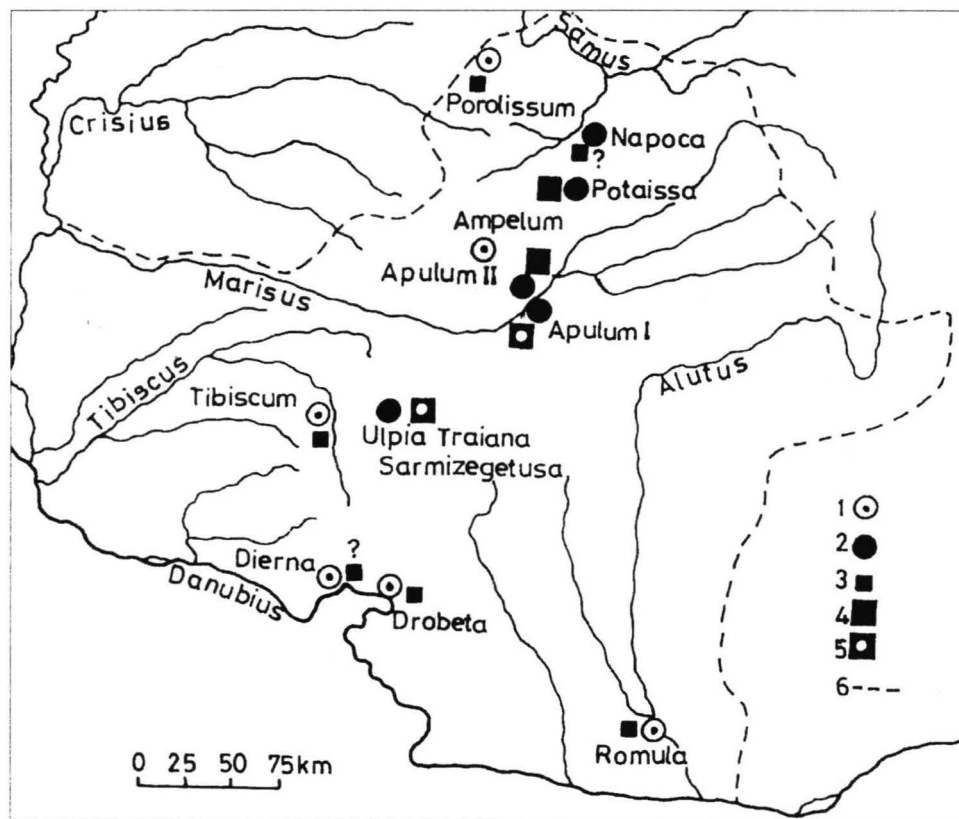 Samus
Porolissum
Crisius
Napoca
?
Potaissa
Ampelum
Apulum II
Marisus
Apulum I
Tibiscus
Alutus
Tibiscum
Ulpia Traiana
Sarmizegetusa
1
2
?
3
Dierna
Danubius
Drobeta
4
5
6
Romula
0 25 50 75km